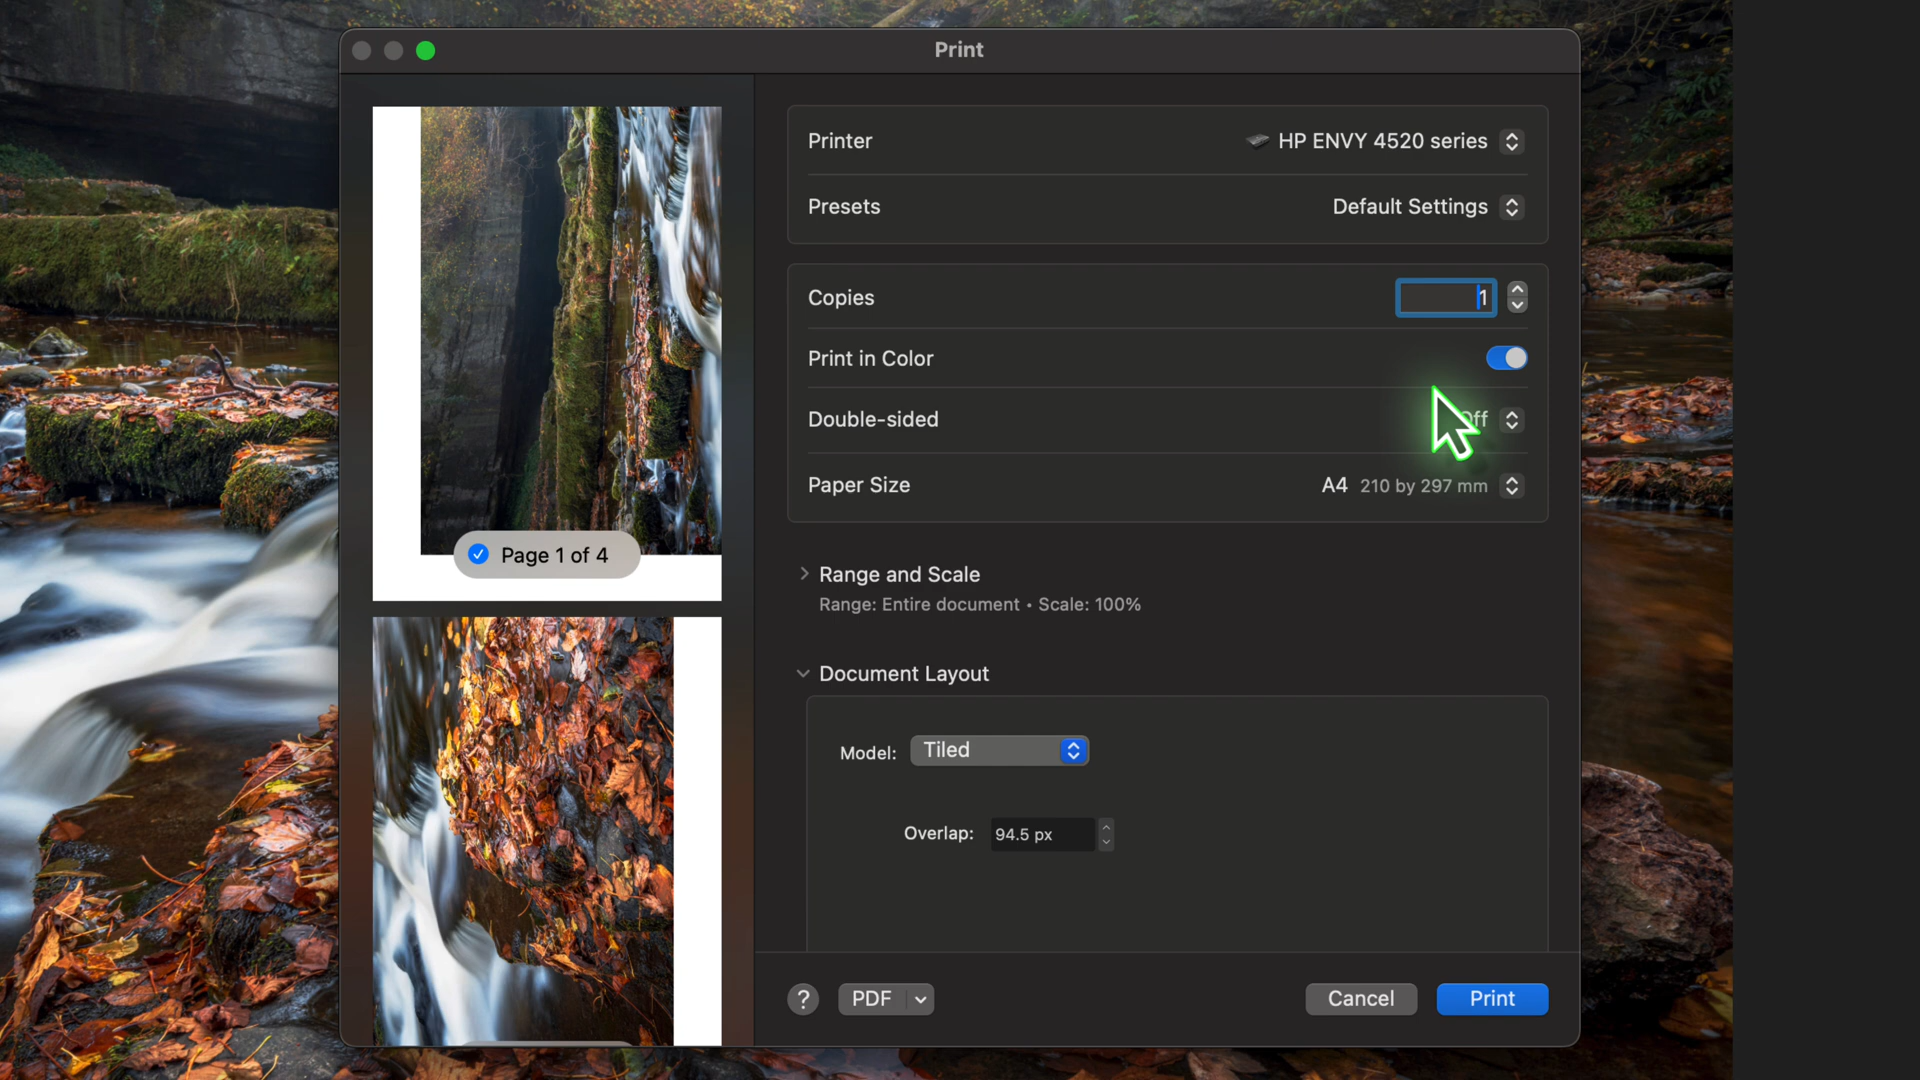 Print
Printer HP ENVY 4520 series
Presets Default Settings
Copies 1
Print in Color
Double-sided Off
Paper Size A4 210 by 297 mm
Page 1 of 4
Range and Scale
Range: Entire document • Scale: 100%
Document Layout
Model: Tiled
Overlap: 94.5 px
? PDF Cancel Print